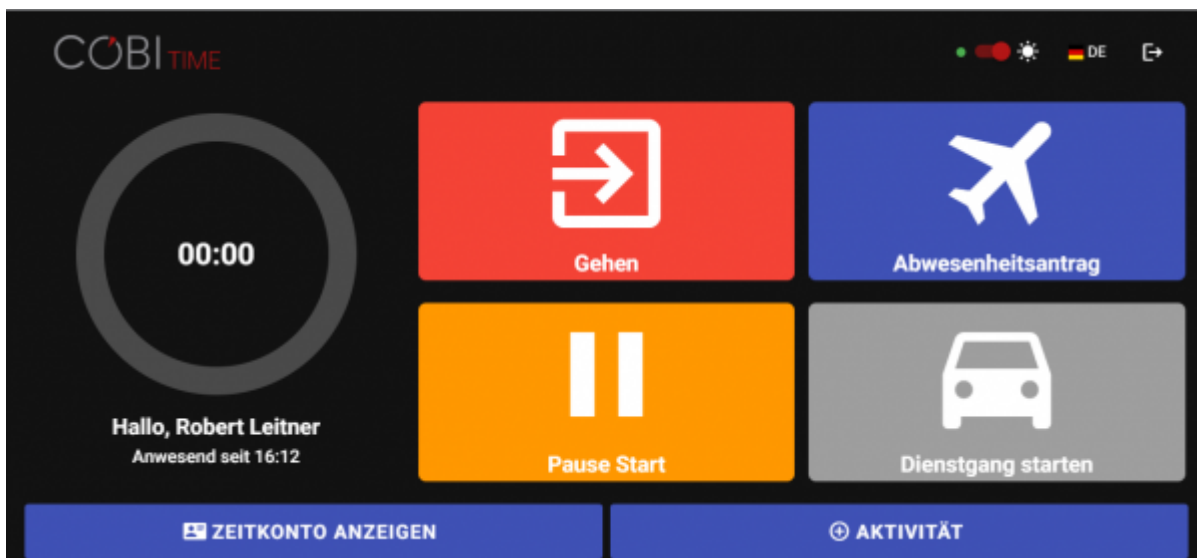 COBI TIME
DE
00:00
Hallo, Robert Leitner
Anwesend seit 16:12
Gehen
Abwesenheitsantrag
Pause Start
Dienstgang starten
ZEITKONTO ANZEIGEN
AKTIVITÄT